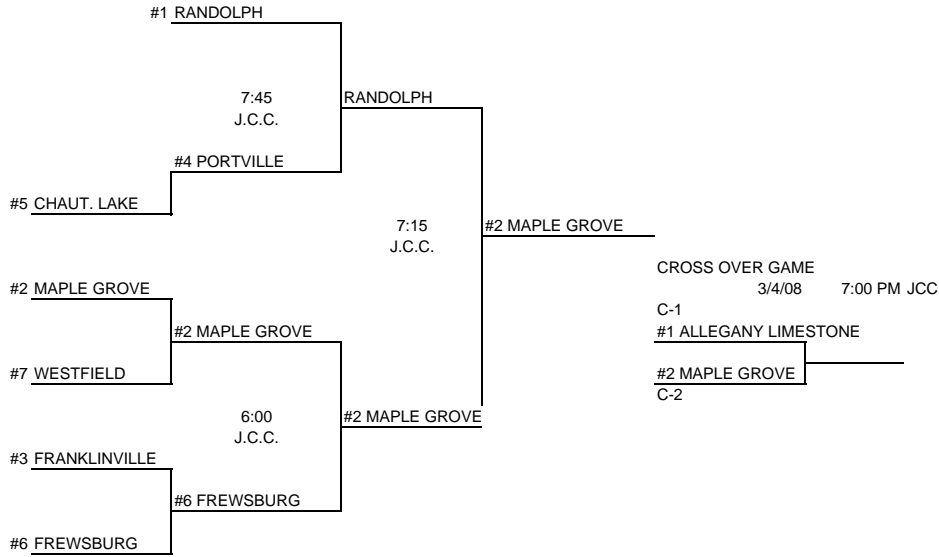 #1 RANDOLPH
7:45
J.C.C.
RANDOLPH
#4 PORTVILLE
#5 CHAUT. LAKE
7:15
J.C.C.
#2 MAPLE GROVE
CROSS OVER GAME
3/4/08 7:00 PM JCC
C-1
#1 ALLEGANY LIMESTONE
#2 MAPLE GROVE
C-2
#2 MAPLE GROVE
#2 MAPLE GROVE
#7 WESTFIELD
6:00
J.C.C.
#2 MAPLE GROVE
#3 FRANKLINVILLE
#6 FREWSBURG
#6 FREWSBURG